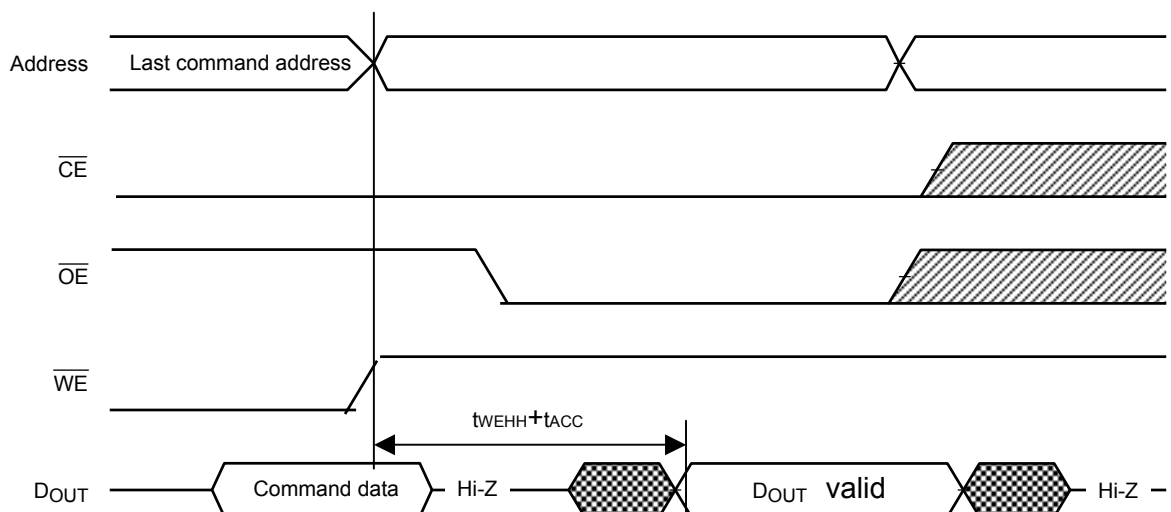 Address
Last command address
CE
OE
WE
tWEHH+tACC
DOUT
Command data
Hi-Z
DOUT valid
Hi-Z